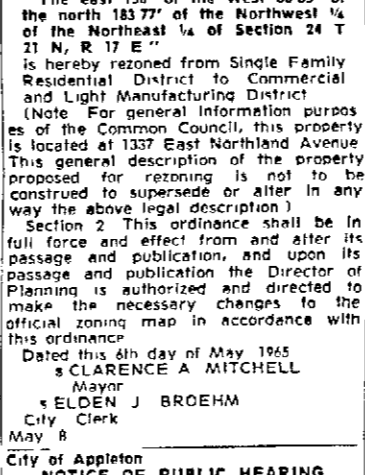 the north 183 77' of the Northwest ¼
of the Northeast ¼ of Section 24 T
21 N, R 17 E "
is hereby rezoned from Single Family
Residential District to Commercial
and Light Manufacturing District
(Note For general Information purpos
es of the Common Council, this property
is located at 1337 East Northland Avenue
This general description of the property
proposed for rezoning is not to be
construed to supersede or alter in any
way the above legal description )
Section 2 This ordinance shall be in
full force and effect from and after its
passage and publication, and upon its
passage and publication the Director of
Planning is authorized and directed to
make the necessary changes to the
official zoning map in accordance with
this ordinance
Dated this 6th day of May 1965
s CLARENCE A MITCHELL
Mayor
s ELDEN J BROEHM
City Clerk
May 8
City of Appleton
NOTICE OF PUBLIC HEARING